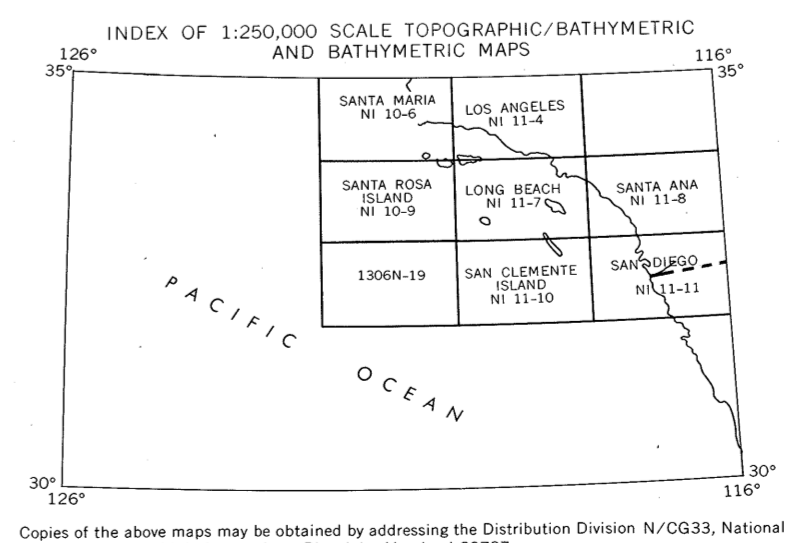 INDEX OF 1:250,000 SCALE TOPOGRAPHIC/BATHYMETRIC
AND BATHYMETRIC MAPS
126°
116°
35°
35°
SANTA MARIA
NI 10-6
LOS ANGELES
NI 11-4
SANTA ROSA
ISLAND
NI 10-9
LONG BEACH
NI 11-7
SANTA ANA
NI 11-8
1306N-19
SAN CLEMENTE
ISLAND
NI 11-10
SAN DIEGO
NI 11-11
PACIFIC
OCEAN
30°
30°
126°
116°
Copies of the above maps may be obtained by addressing the Distribution Division N/CG33, National